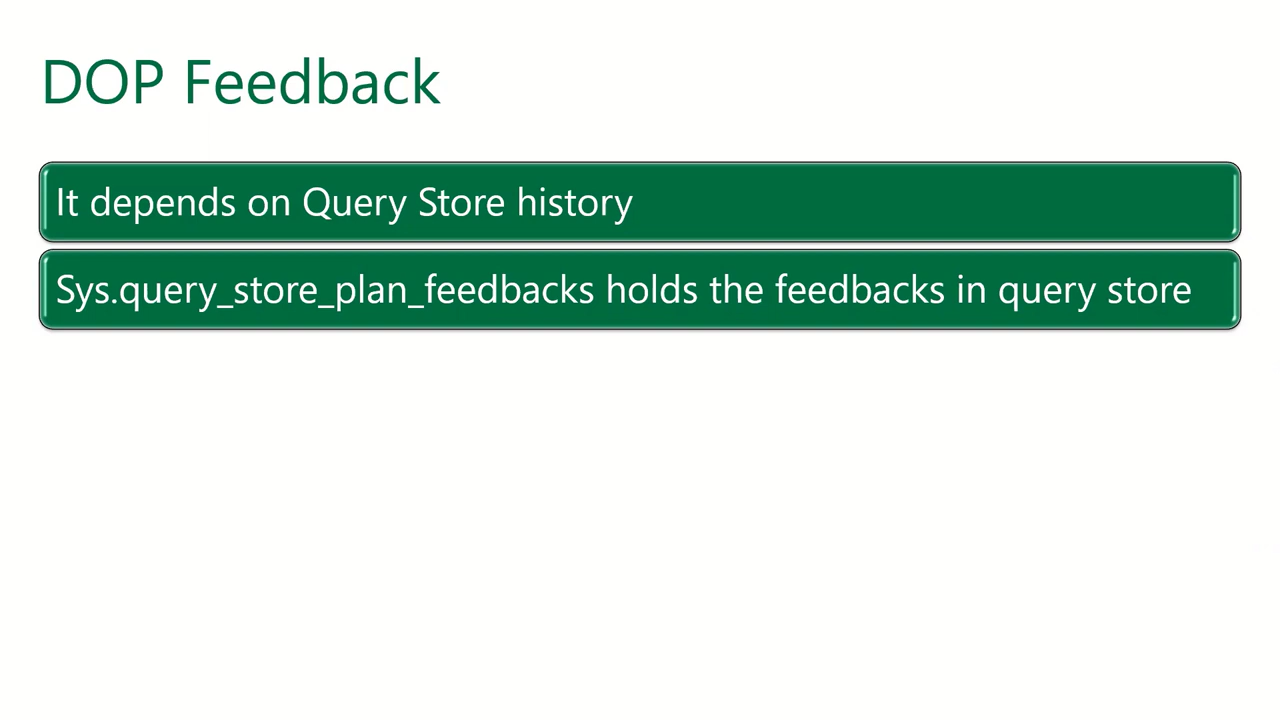 DOP Feedback
It depends on Query Store history
Sys.query_store_plan_feedbacks holds the feedbacks in query store